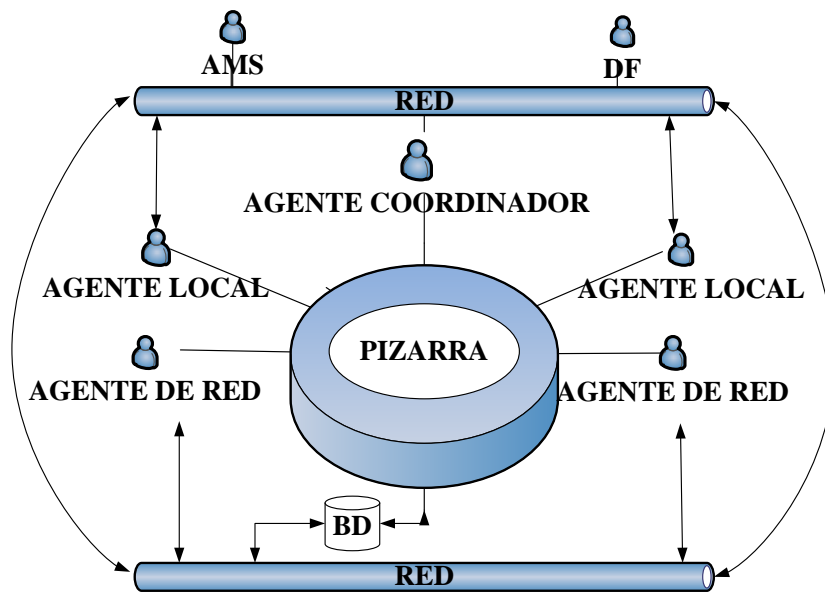 AMS
DF
RED
AGENTE COORDINADOR
AGENTE LOCAL
AGENTE LOCAL
PIZARRA
AGENTE DE RED
AGENTE DE RED
BD
RED